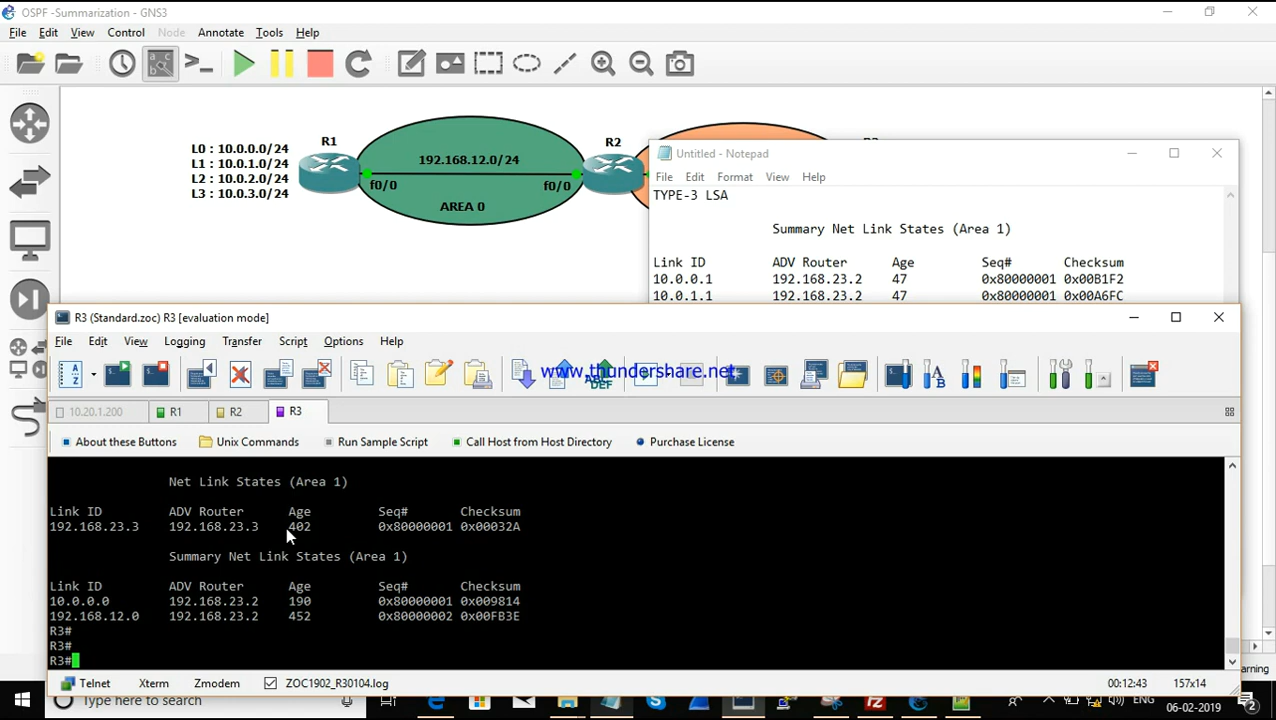 OSPF -Summarization - GNS3
File Edit View Control Node Annotate Tools Help
R1
L0 : 10.0.0.0/24
L1 : 10.0.1.0/24
L2 : 10.0.2.0/24
L3 : 10.0.3.0/24
192.168.12.0/24
f0/0
f0/0
AREA 0
R2
Untitled - Notepad
File Edit Format View Help
TYPE-3 LSA
Summary Net Link States (Area 1)
Link ID ADV Router Age Seq# Checksum
10.0.0.1 192.168.23.2 47 0x80000001 0x00B1F2
10.0.1.1 192.168.23.2 47 0x80000001 0x00A6FC
R3 (Standard.zoc) R3 [evaluation mode]
File Edit View Logging Transfer Script Options Help
www.thundershare.net
10.20.1.200 R1 R2 R3
About these Buttons Unix Commands Run Sample Script Call Host from Host Directory Purchase License
Net Link States (Area 1)
Link ID ADV Router Age Seq# Checksum
192.168.23.3 192.168.23.3 402 0x80000001 0x00032A
Summary Net Link States (Area 1)
Link ID ADV Router Age Seq# Checksum
10.0.0.0 192.168.23.2 190 0x80000001 0x009814
192.168.12.0 192.168.23.2 452 0x80000002 0x00FB3E
R3#
R3#
R3#
Telnet Xterm Zmodem ZOC1902_R30104.log 00:12:43 157x14
Type here to search
ENG
06-02-2019
2